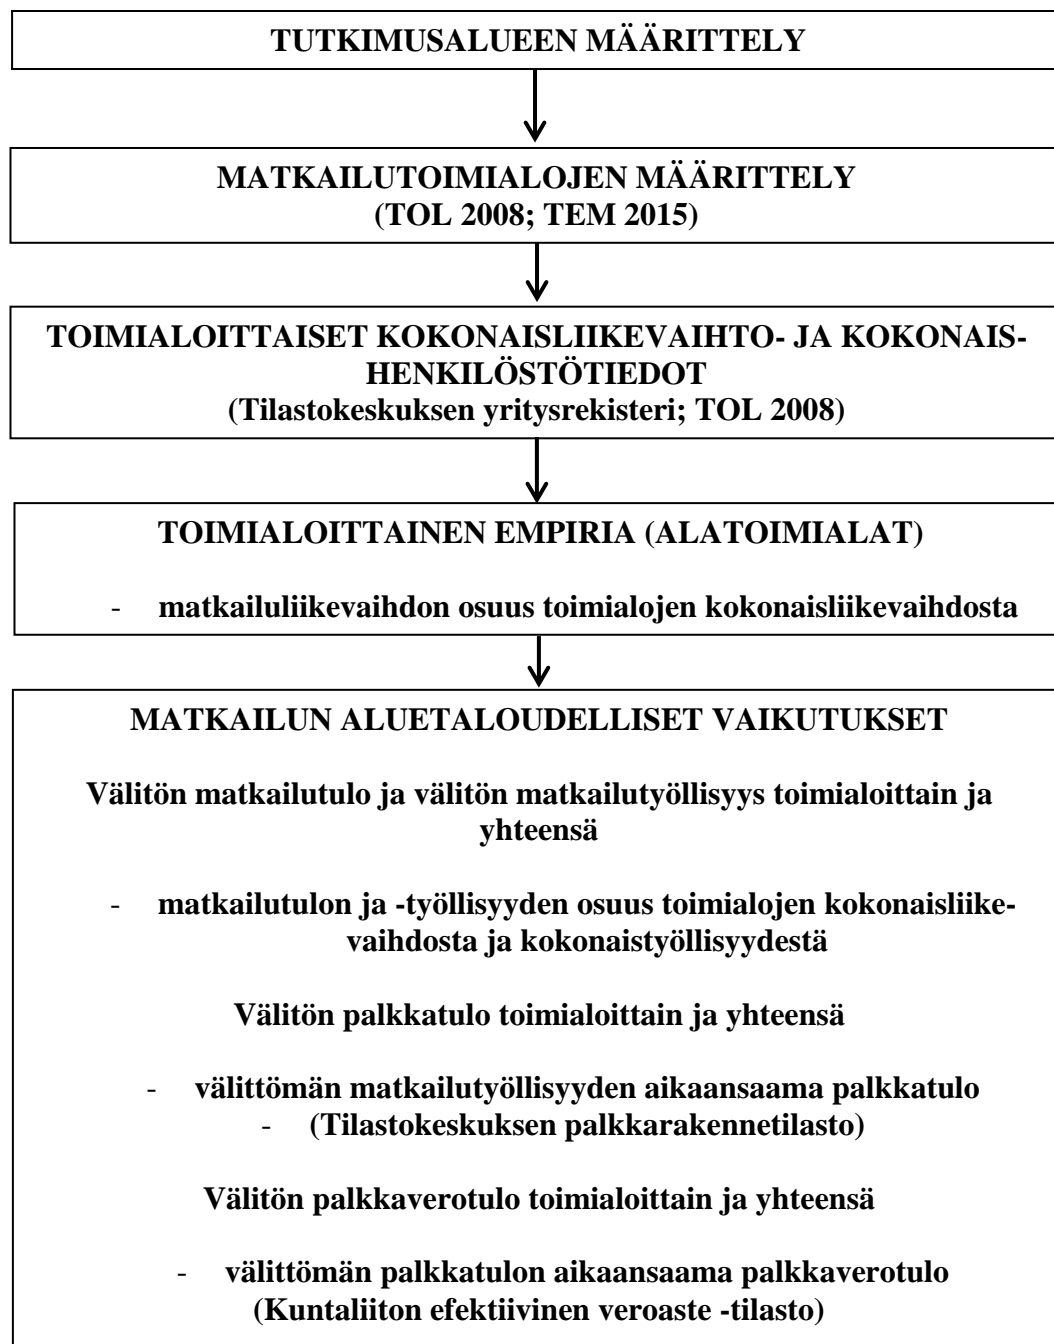 TUTKIMUSALUEEN MÄÄRITTELY
MATKAILUTOIMIALOJEN MÄÄRITTELY
(TOL 2008; TEM 2015)
TOIMIALOITTAISET KOKONAISLIIKEVAIHTO- JA KOKONAIS-
HENKILÖSTÖTIEDOT
(Tilastokeskuksen yritysrekisteri; TOL 2008)
TOIMIALOITTAINEN EMPIRIA (ALATOIMIALAT)
- matkailuliikevaihdon osuus toimialojen kokonaisliikevaihdosta
MATKAILUN ALUETALOUDELLISET VAIKUTUKSET
Välitön matkailutulo ja välitön matkailutyöllisyys toimialoittain ja
yhteensä
- matkailutulon ja -työllisyyden osuus toimialojen kokonaisliike-
vaihdosta ja kokonaistyöllisyydestä
Välitön palkkatulo toimialoittain ja yhteensä
- välittömän matkailutyöllisyyden aikaansaama palkkatulo
- (Tilastokeskuksen palkkarakennetilasto)
Välitön palkkaverotulo toimialoittain ja yhteensä
- välittömän palkkatulon aikaansaama palkkaverotulo
(Kuntaliiton efektiivinen veroaste -tilasto)